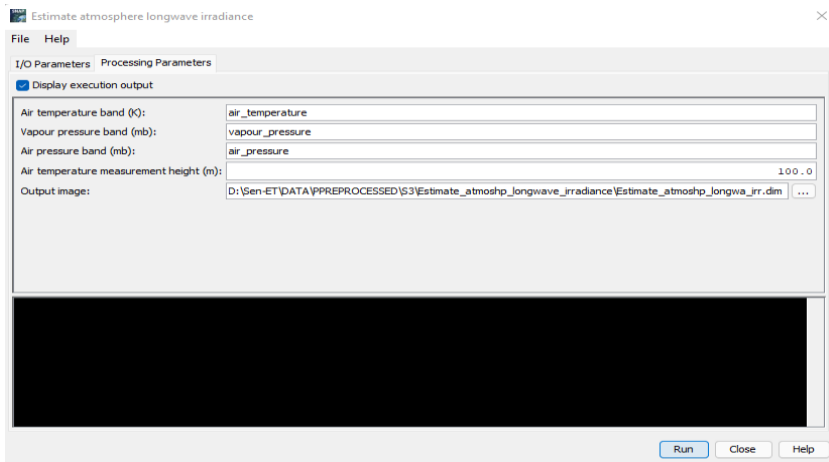 SNAP
Estimate atmosphere longwave irradiance
File Help
I/O Parameters Processing Parameters
Display execution output
Air temperature band (K): air_temperature
Vapour pressure band (mb): vapour_pressure
Air pressure band (mb): air_pressure
Air temperature measurement height (m): 100.0
Output image: D:\Sen-ET\DATA\PPREPROCESSED\S3\Estimate_atmoshp_longwave_irradiance\Estimate_atmoshp_longwa_irr.dim ...
Run Close Help